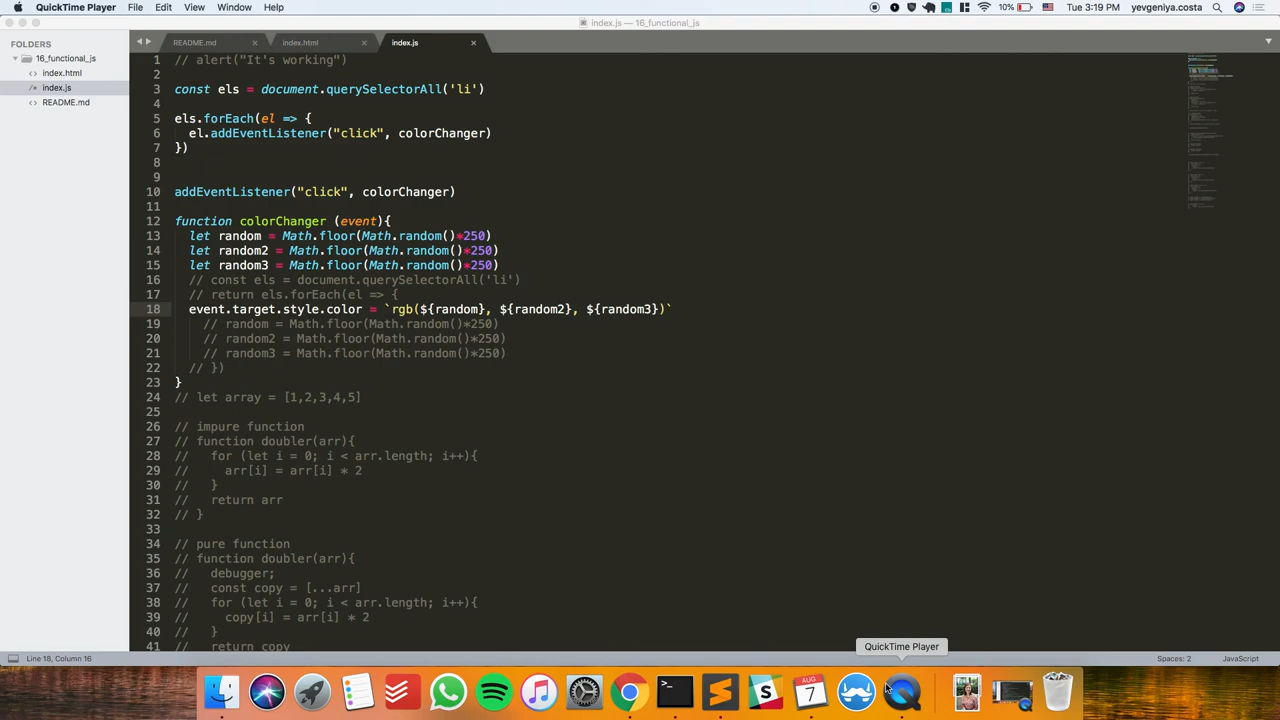 QuickTime Player File Edit View Window Help 10% Tue 3:19 PM yevgeniya.costa
index.js — 16_functional_js
FOLDERS
16_functional_js
index.html
index.js
README.md
README.md index.html index.js
1 // alert("It's working")
2
3 const els = document.querySelectorAll('li')
4
5 els.forEach(el => {
6 el.addEventListener("click", colorChanger)
7 })
8
9
10 addEventListener("click", colorChanger)
11
12 function colorChanger (event){
13 let random = Math.floor(Math.random()*250)
14 let random2 = Math.floor(Math.random()*250)
15 let random3 = Math.floor(Math.random()*250)
16 // const els = document.querySelectorAll('li')
17 // return els.forEach(el => {
18 event.target.style.color = `rgb(${random}, ${random2}, ${random3})`
19 // random = Math.floor(Math.random()*250)
20 // random2 = Math.floor(Math.random()*250)
21 // random3 = Math.floor(Math.random()*250)
22 // })
23 }
24 // let array = [1,2,3,4,5]
25
26 // impure function
27 // function doubler(arr){
28 // for (let i = 0; i < arr.length; i++){
29 // arr[i] = arr[i] * 2
30 // }
31 // return arr
32 // }
33
34 // pure function
35 // function doubler(arr){
36 // debugger;
37 // const copy = [...arr]
38 // for (let i = 0; i < arr.length; i++){
39 // copy[i] = arr[i] * 2
40 // }
41 // return copy
QuickTime Player
Line 18, Column 16 Spaces: 2 JavaScript
AUG
7